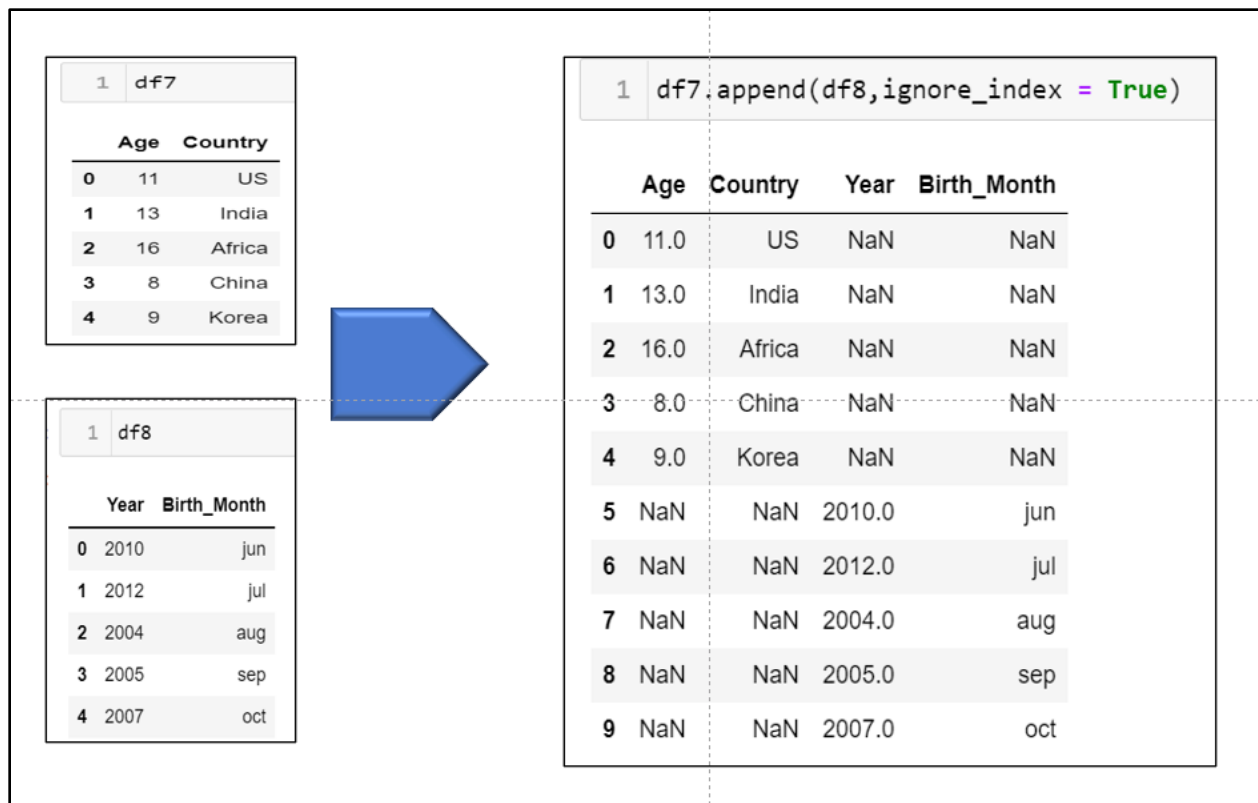 1 df7
Age Country
0 11 US
1 13 India
2 16 Africa
3 8 China
4 9 Korea
1 df8
Year Birth_Month
0 2010 jun
1 2012 jul
2 2004 aug
3 2005 sep
4 2007 oct
1 df7.append(df8,ignore_index = True)
Age Country Year Birth_Month
0 11.0 US NaN NaN
1 13.0 India NaN NaN
2 16.0 Africa NaN NaN
3 8.0 China NaN NaN
4 9.0 Korea NaN NaN
5 NaN NaN 2010.0 jun
6 NaN NaN 2012.0 jul
7 NaN NaN 2004.0 aug
8 NaN NaN 2005.0 sep
9 NaN NaN 2007.0 oct